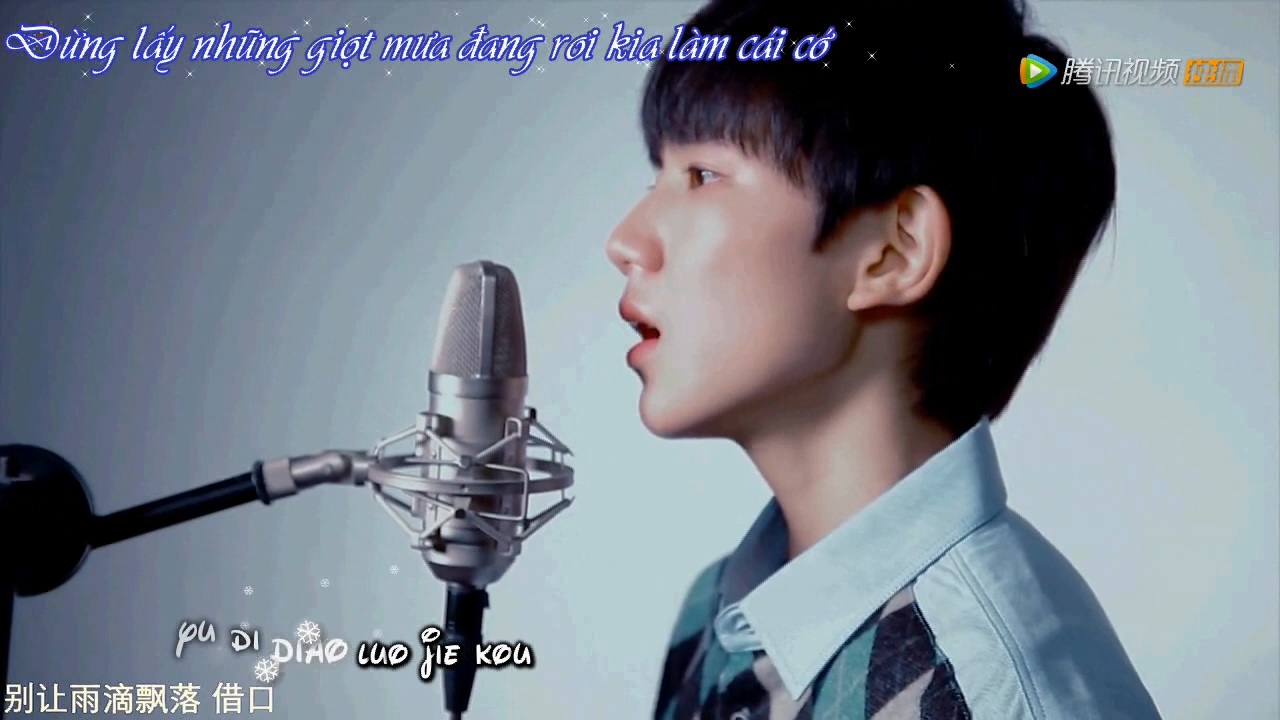 Dừng lấy những giọt mưa đang rơi kia làm cái cớ
腾讯视频
yu Di DIAO LUO JIE KOU
别让雨滴飘落 借口